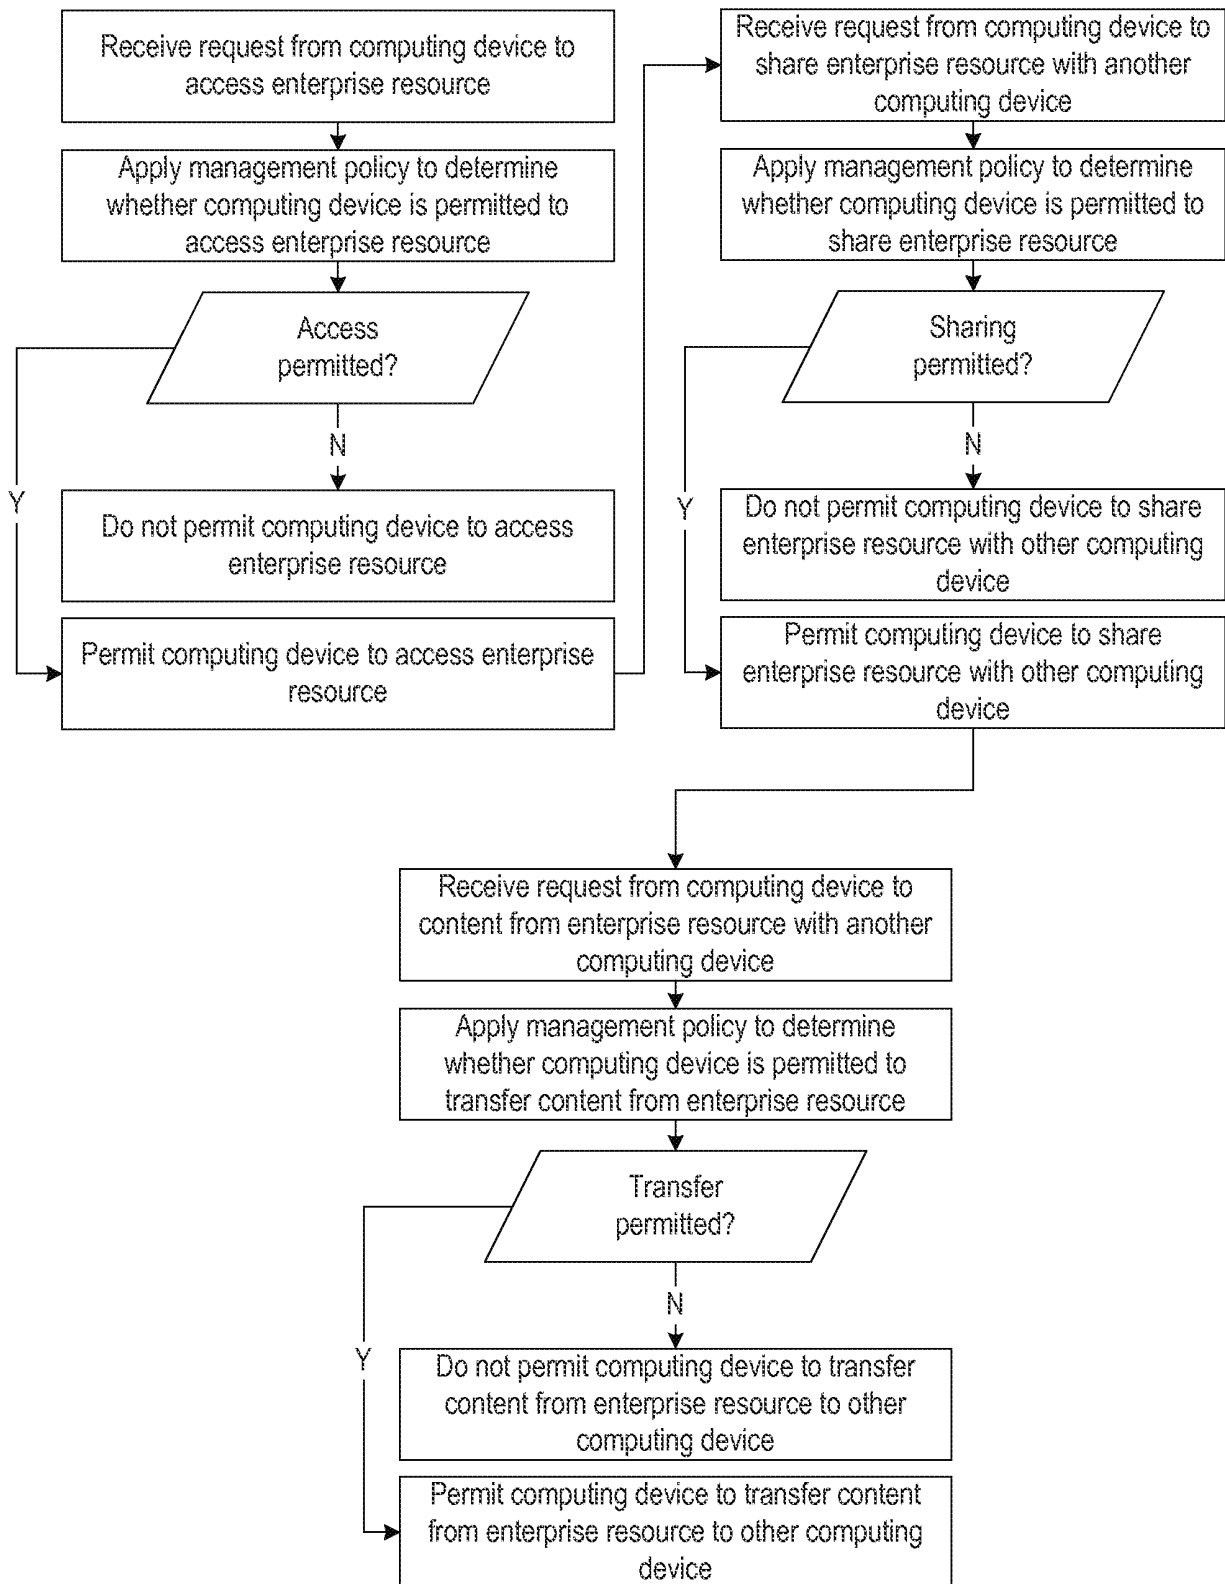 Receive request from computing device to
access enterprise resource
Apply management policy to determine
whether computing device is permitted to
access enterprise resource
Access
permitted?
N
Y
Do not permit computing device to access
enterprise resource
Permit computing device to access enterprise
resource
Receive request from computing device to
share enterprise resource with another
computing device
Apply management policy to determine
whether computing device is permitted to
share enterprise resource
Sharing
permitted?
N
Y
Do not permit computing device to share
enterprise resource with other computing
device
Permit computing device to share
enterprise resource with other computing
device
Receive request from computing device to
content from enterprise resource with another
computing device
Apply management policy to determine
whether computing device is permitted to
transfer content from enterprise resource
Transfer
permitted?
N
Y
Do not permit computing device to transfer
content from enterprise resource to other
computing device
Permit computing device to transfer content
from enterprise resource to other computing
device